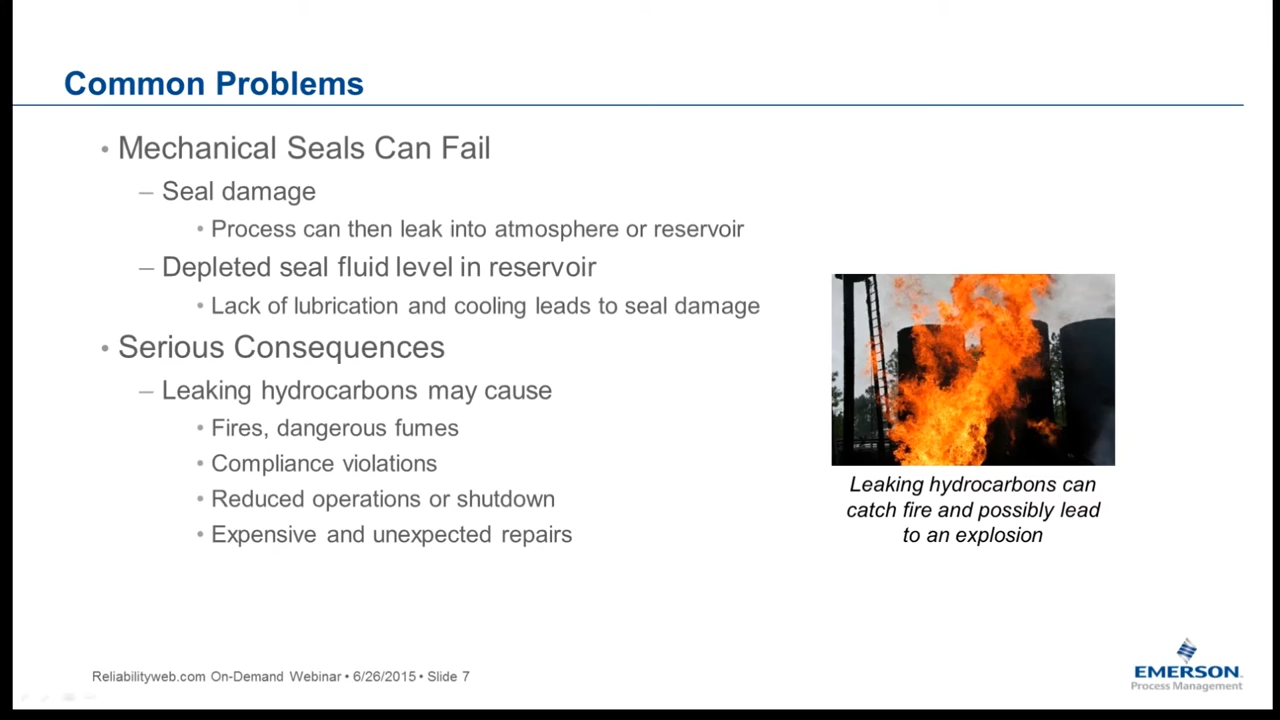 Common Problems
• Mechanical Seals Can Fail
– Seal damage
• Process can then leak into atmosphere or reservoir
– Depleted seal fluid level in reservoir
• Lack of lubrication and cooling leads to seal damage
• Serious Consequences
– Leaking hydrocarbons may cause
• Fires, dangerous fumes
• Compliance violations
• Reduced operations or shutdown
• Expensive and unexpected repairs
Leaking hydrocarbons can
catch fire and possibly lead
to an explosion
Reliabilityweb.com On-Demand Webinar • 6/26/2015 • Slide 7
EMERSON
Process Management